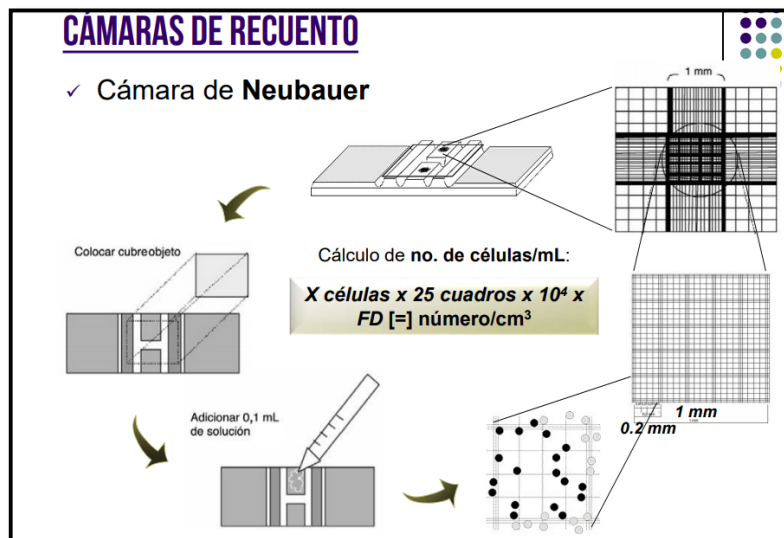 CÁMARAS DE RECUENTO
✓ Cámara de Neubauer
1 mm
Colocar cubreobjeto
Cálculo de no. de células/mL:
X células x 25 cuadros x 10⁴ x
FD [=] número/cm³
Adicionar 0,1 mL
de solución
1 mm
0.2 mm